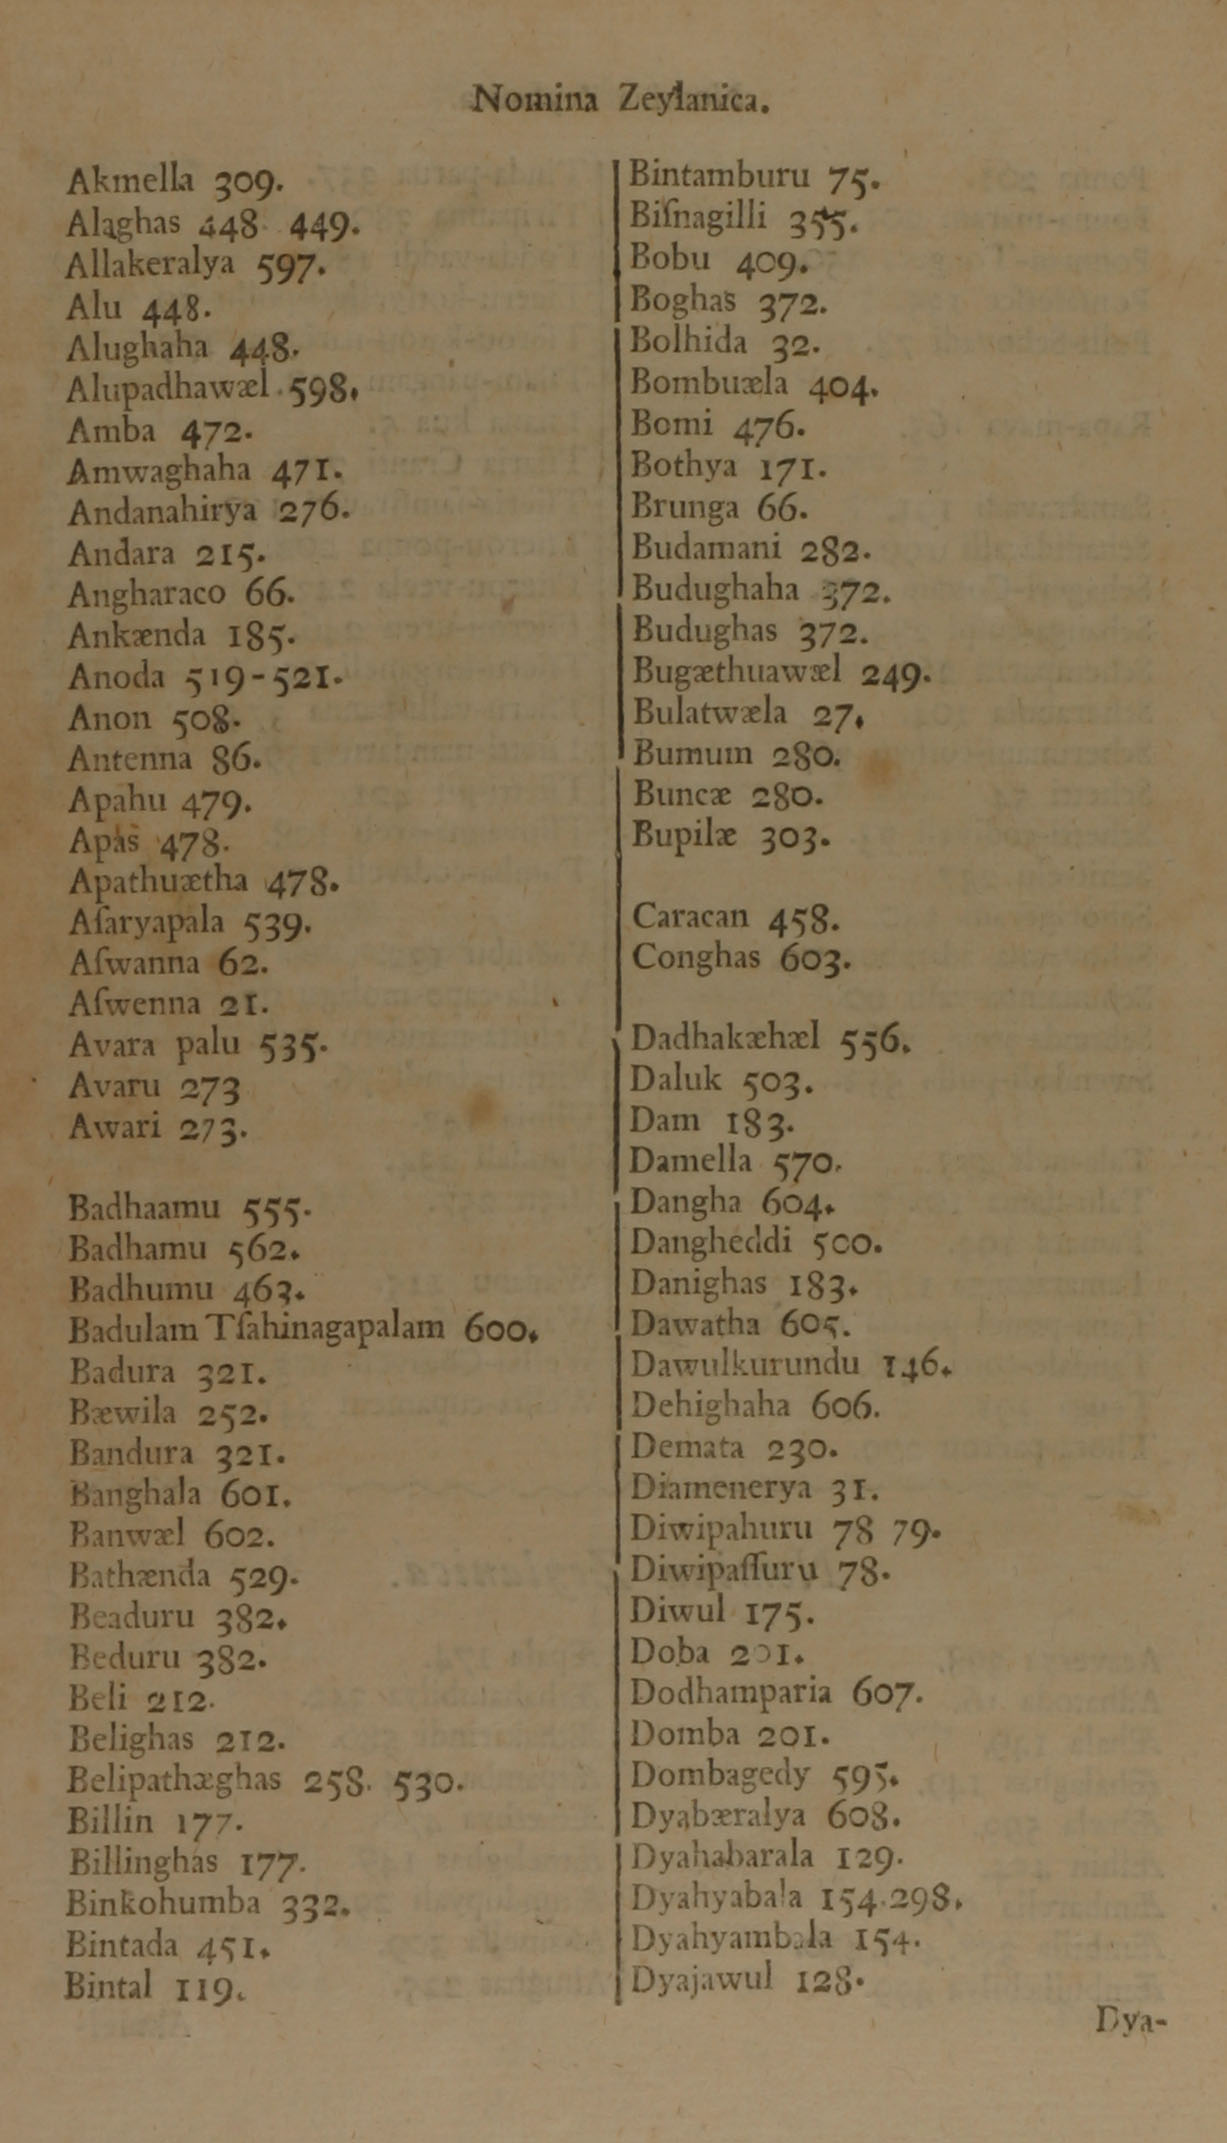 Nomina Zeylanica.
Akmella 309.
Alaghas 448 449.
Allakeralya 597.
Alu 448.
Alughaha 448.
Alupadhawæl 598.
Amba 472.
Amwaghaha 471.
Andanahirya 276.
Andara 215.
Angharaco 66.
Ankænda 185.
Anoda 519-521.
Anon 508.
Antenna 86.
Apahu 479.
Apas 478.
Apathuætha 478.
Aſaryapala 539.
Aſwanna 62.
Aſwenna 21.
Avara palu 535.
Avaru 273
Awari 273.
Badhaamu 555.
Badhamu 562.
Badhumu 463.
Badulam Tſahinagapalam 600.
Badura 321.
Bæwila 252.
Bandura 321.
Banghala 601.
Banwæl 602.
Bathænda 529.
Beaduru 382.
Beduru 382.
Beli 212.
Belighas 212.
Belipathæghas 258. 530.
Billin 177.
Billinghas 177.
Binkohumba 332.
Bintada 451.
Bintal 119.
Bintamburu 75.
Biſnagilli 355.
Bobu 409.
Boghas 372.
Bolhida 32.
Bombuæla 404.
Bomi 476.
Bothya 171.
Brunga 66.
Budamani 282.
Budughaha 372.
Budughas 372.
Bugæthuawæl 249.
Bulatwæla 27.
Bumum 280.
Buncæ 280.
Bupilæ 303.
Caracan 458.
Conghas 603.
Dadhakæhæl 556.
Daluk 503.
Dam 183.
Damella 570.
Dangha 604.
Dangheddi 500.
Danighas 183.
Dawatha 605.
Dawulkurundu 146.
Dehighaha 606.
Demata 230.
Diamenerya 31.
Diwipahuru 78 79.
Diwipaſſuru 78.
Diwul 175.
Doba 201.
Dodhamparia 607.
Domba 201.
Dombagedy 595.
Dyabæralya 608.
Dyahabarala 129.
Dyahyabala 154.298.
Dyahyambala 154.
Dyajawul 128.
Dya-